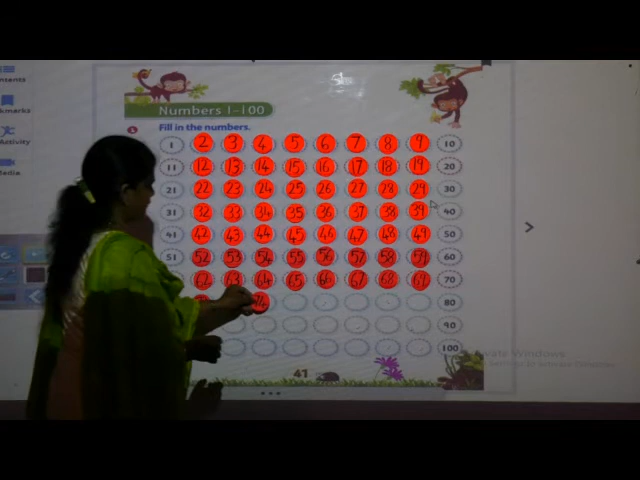 Numbers 1-100
Fill in the numbers.
1 2 3 4 5 6 7 8 9 10
11 12 13 14 15 16 17 18 19 20
21 22 23 24 25 26 27 28 29 30
31 32 33 34 35 36 37 38 39 40
41 42 43 44 45 46 47 48 49 50
51 52 53 54 55 56 57 58 59 60
62 63 64 65 66 67 68 69 70
74 80
90
100
41
Windows